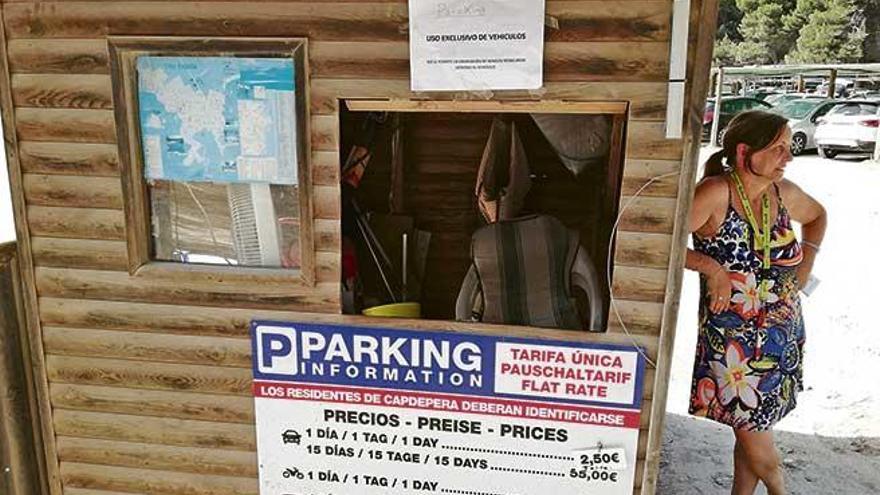 Parking
USO EXCLUSIVO DE VEHICULOS
P PARKING
INFORMATION
TARIFA ÚNICA
PAUSCHALTARIF
FLAT RATE
LOS RESIDENTES DE CAPDEPERA DEBERAN IDENTIFICARSE
PRECIOS - PREISE - PRICES
1 DÍA / 1 TAG / 1 DAY 2,50€
15 DÍAS / 15 TAGE / 15 DAYS 55,00€
1 DÍA / 1 TAG / 1 DAY